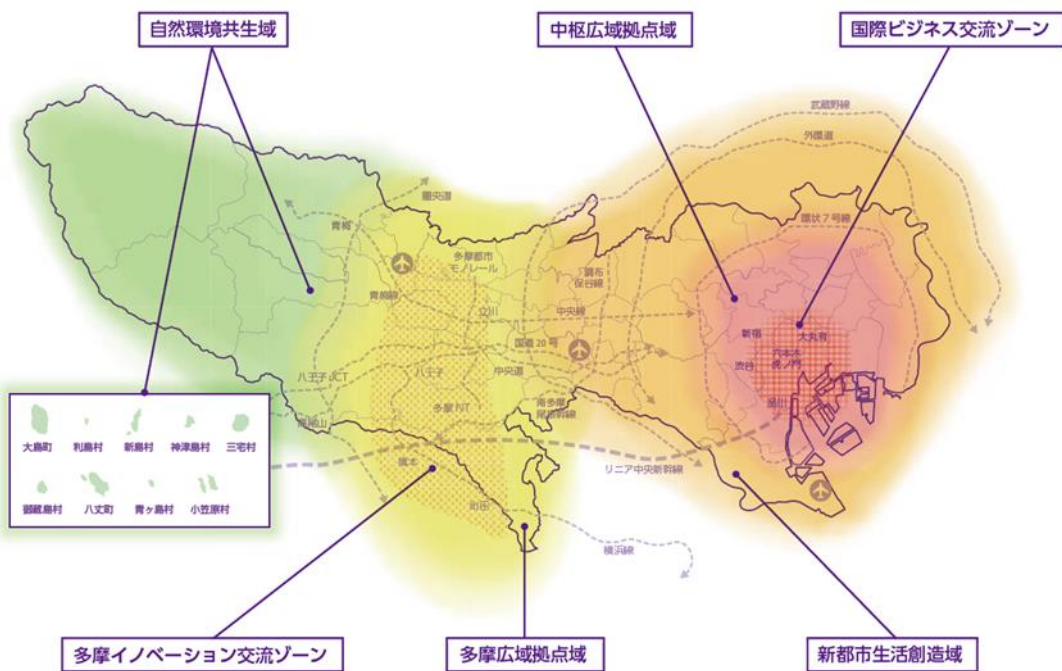 自然環境共生域
中枢広域拠点域
国際ビジネス交流ゾーン
武蔵野線
外環道
環状7号線
圏央道
青梅
多摩都市
モノレール
調布
保谷線
青梅線
立川
中央線
新宿
大丸有
国道20号
六本木
虎ノ門
渋谷
八王子JCT
八王子
中央道
品川
多摩NT
南多摩
尾根幹線
高尾山
橋本
リニア中央新幹線
町田
横浜線
大島町
利島村
新島村
神津島村
三宅村
御蔵島村
八丈町
青ヶ島村
小笠原村
多摩イノベーション交流ゾーン
多摩広域拠点域
新都市生活創造域